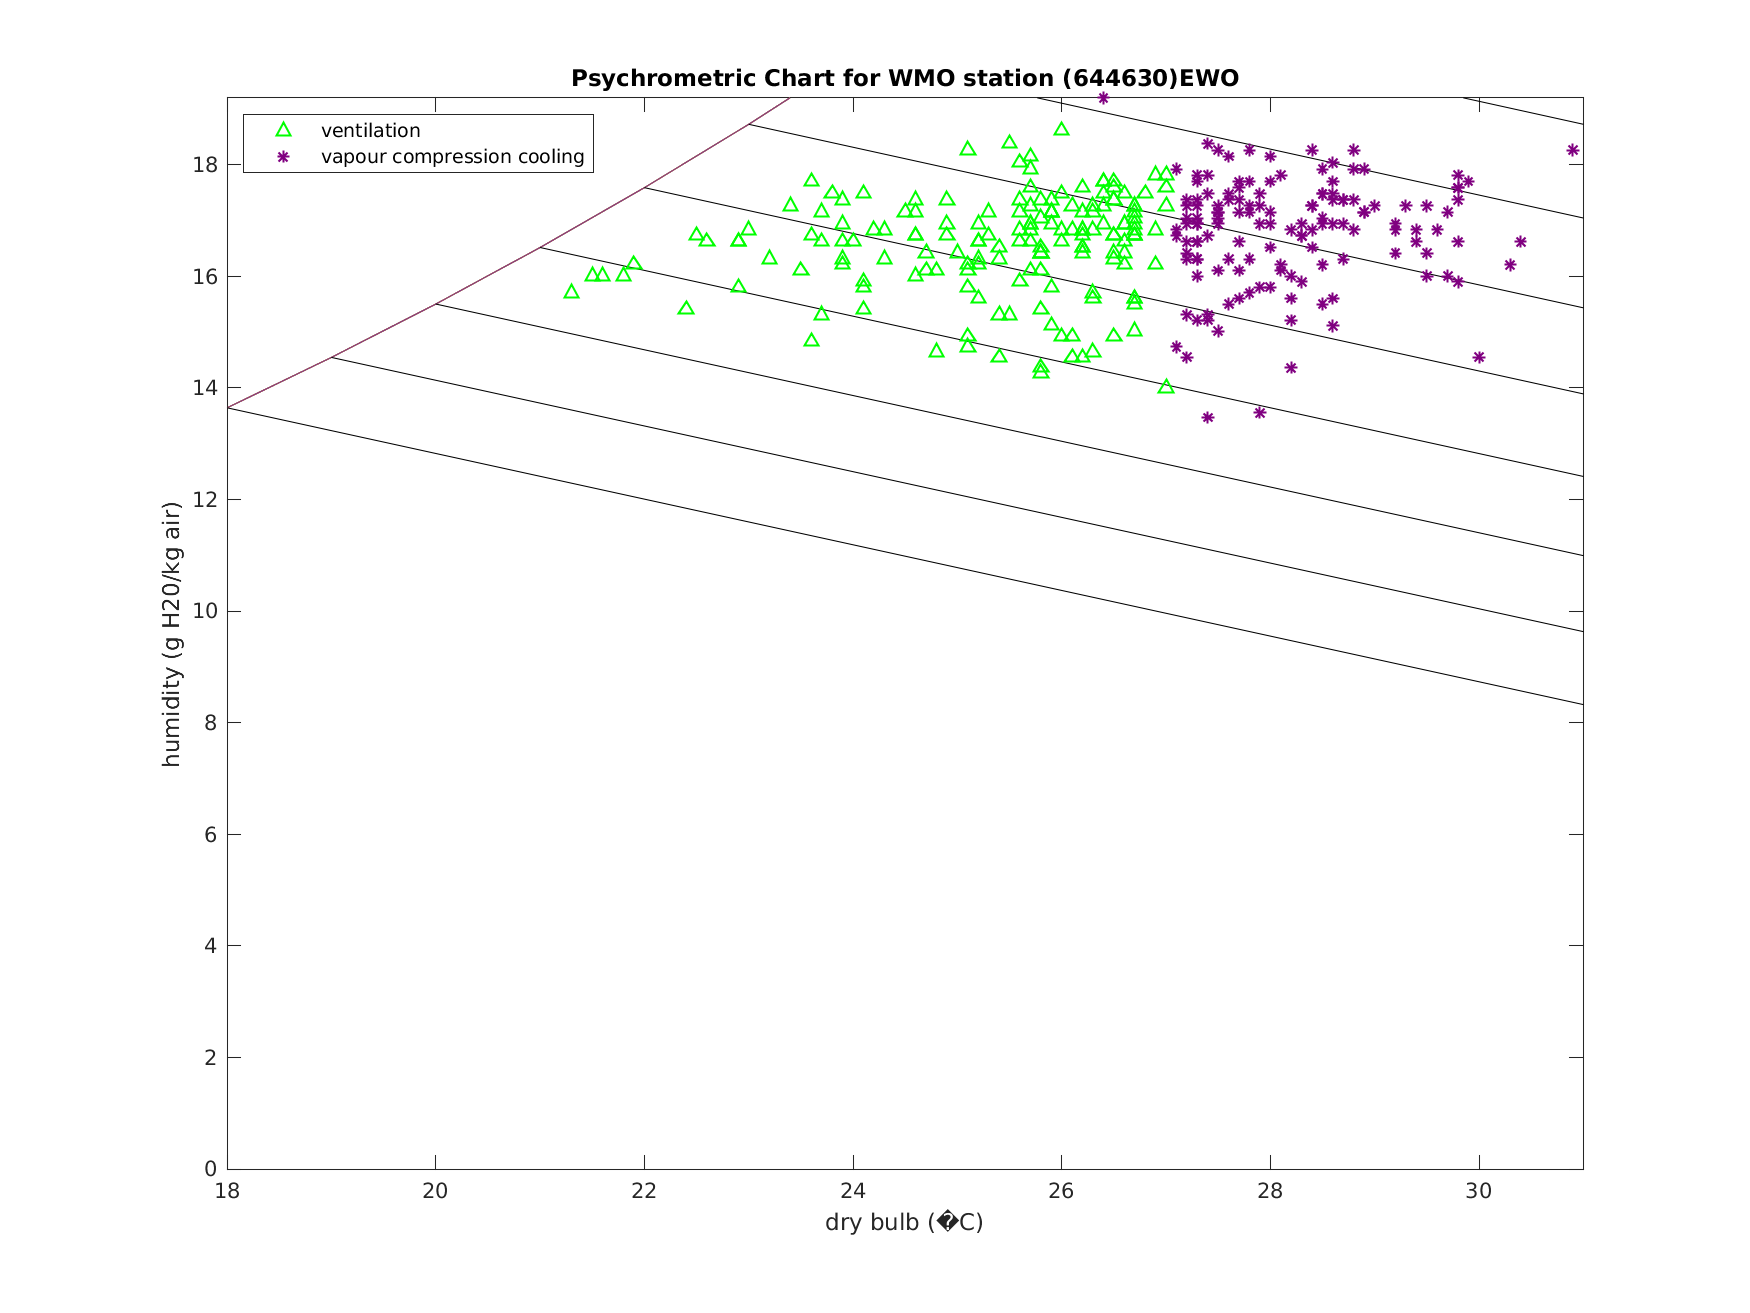 Psychrometric Chart for WMO station (644630)EWO
ventilation
vapour compression cooling
18
16
14
12
10
8
6
4
2
0
humidity (g H20/kg air)
18 20 22 24 26 28 30
dry bulb (�C)